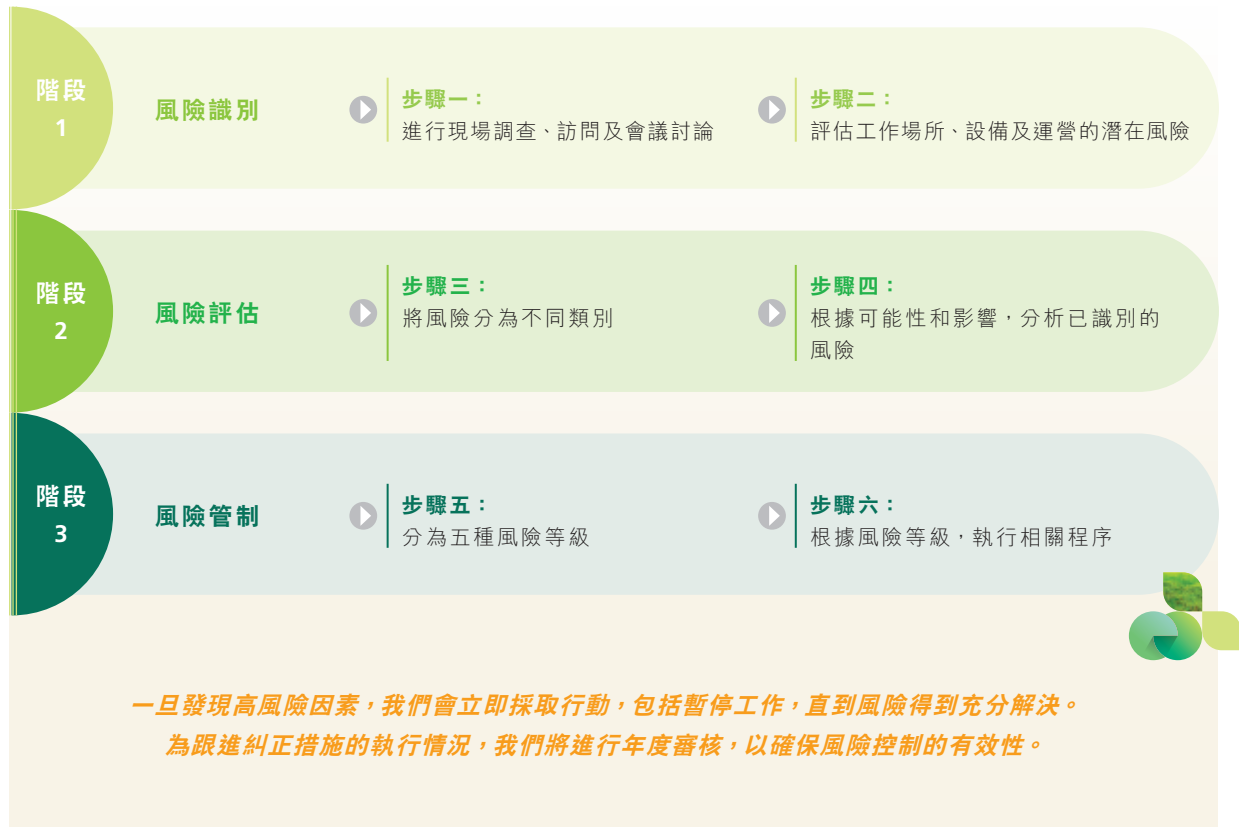 階段
1
風險識別
步驟一：
進行現場調查、訪問及會議討論
步驟二：
評估工作場所、設備及運營的潛在風險
階段
2
風險評估
步驟三：
將風險分為不同類別
步驟四：
根據可能性和影響，分析已識別的
風險
階段
3
風險管制
步驟五：
分為五種風險等級
步驟六：
根據風險等級，執行相關程序
一旦發現高風險因素，我們會立即採取行動，包括暫停工作，直到風險得到充分解決。
為跟進糾正措施的執行情況，我們將進行年度審核，以確保風險控制的有效性。